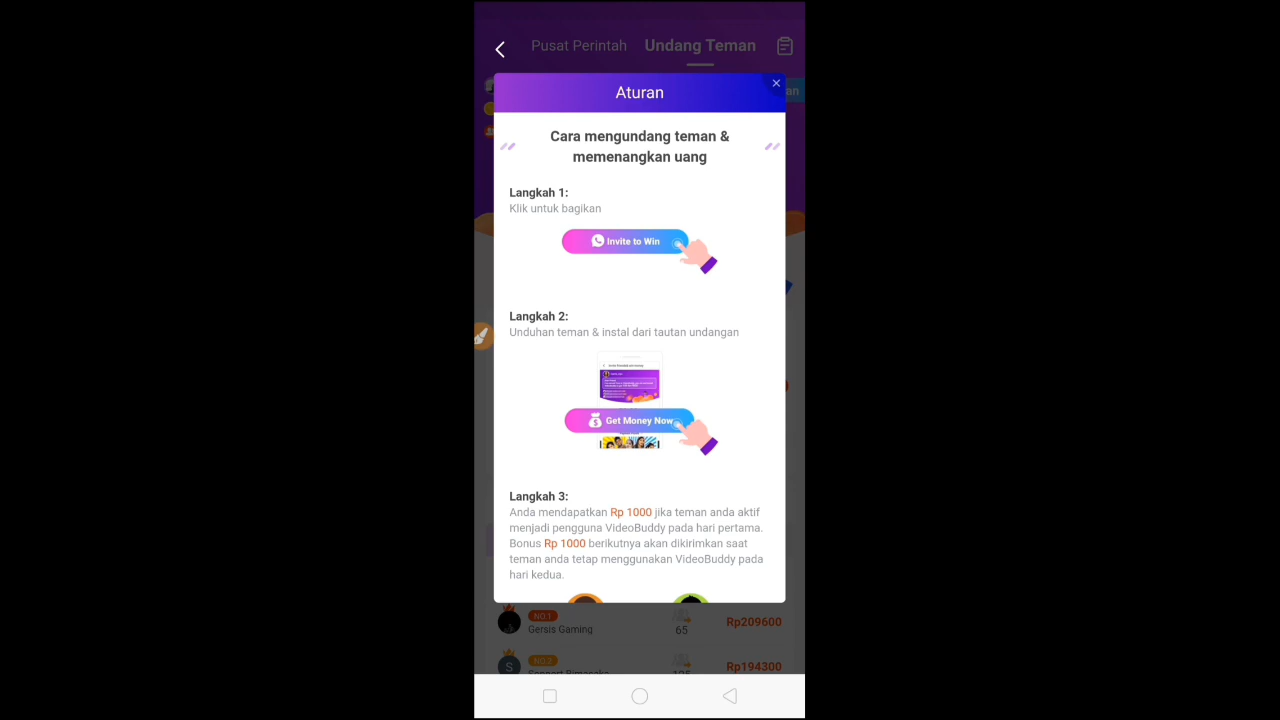 Pusat Perintah Undang Teman
an
Aturan
Cara mengundang teman &
memenangkan uang
Langkah 1:
Klik untuk bagikan
Invite to Win
Langkah 2:
Unduhan teman & instal dari tautan undangan
Get Money Now
Langkah 3:
Anda mendapatkan Rp 1000 jika teman anda aktif
menjadi pengguna VideoBuddy pada hari pertama.
Bonus Rp 1000 berikutnya akan dikirimkan saat
teman anda tetap menggunakan VideoBuddy pada
hari kedua.
NO.1
Gersis Gaming 65 Rp209600
S NO.2 Rp194300